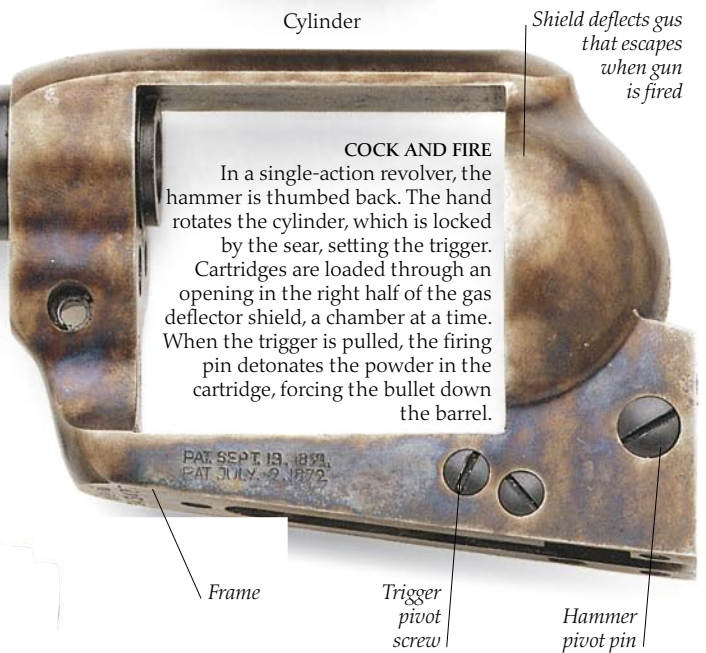 Cylinder
Shield deflects gus
that escapes
when gun
is fired
COCK AND FIRE
In a single-action revolver, the
hammer is thumbed back. The hand
rotates the cylinder, which is locked
by the sear, setting the trigger.
Cartridges are loaded through an
opening in the right half of the gas
deflector shield, a chamber at a time.
When the trigger is pulled, the firing
pin detonates the powder in the
cartridge, forcing the bullet down
the barrel.
PAT. SEPT. 19, 1871.
PAT. JULY. 2, 1872
Frame
Trigger
pivot
screw
Hammer
pivot pin